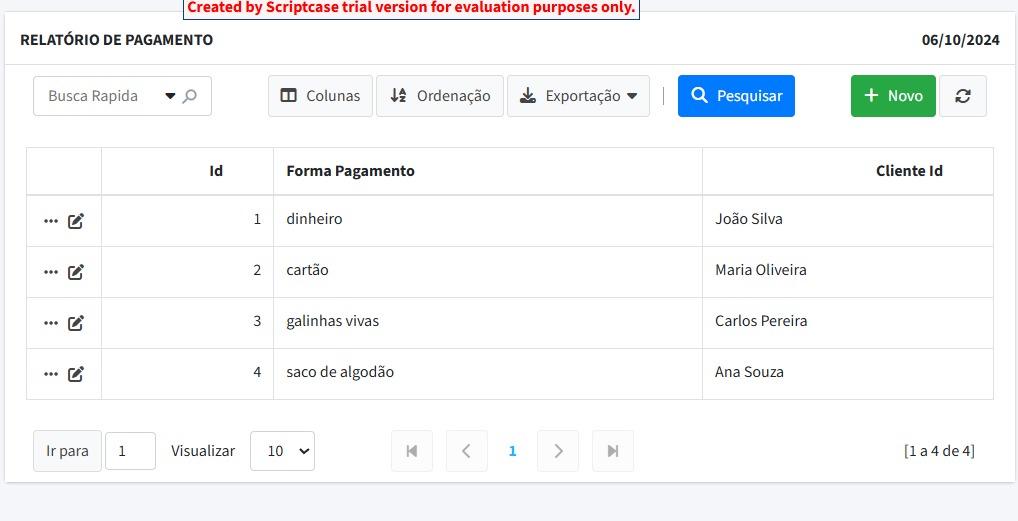 Created by Scriptcase trial version for evaluation purposes only.
RELATÓRIO DE PAGAMENTO 06/10/2024
Busca Rapida Colunas Ordenação Exportação Pesquisar Novo
Id Forma Pagamento Cliente Id
1 dinheiro João Silva
2 cartão Maria Oliveira
3 galinhas vivas Carlos Pereira
4 saco de algodão Ana Souza
Ir para 1 Visualizar 10 1 [1 a 4 de 4]